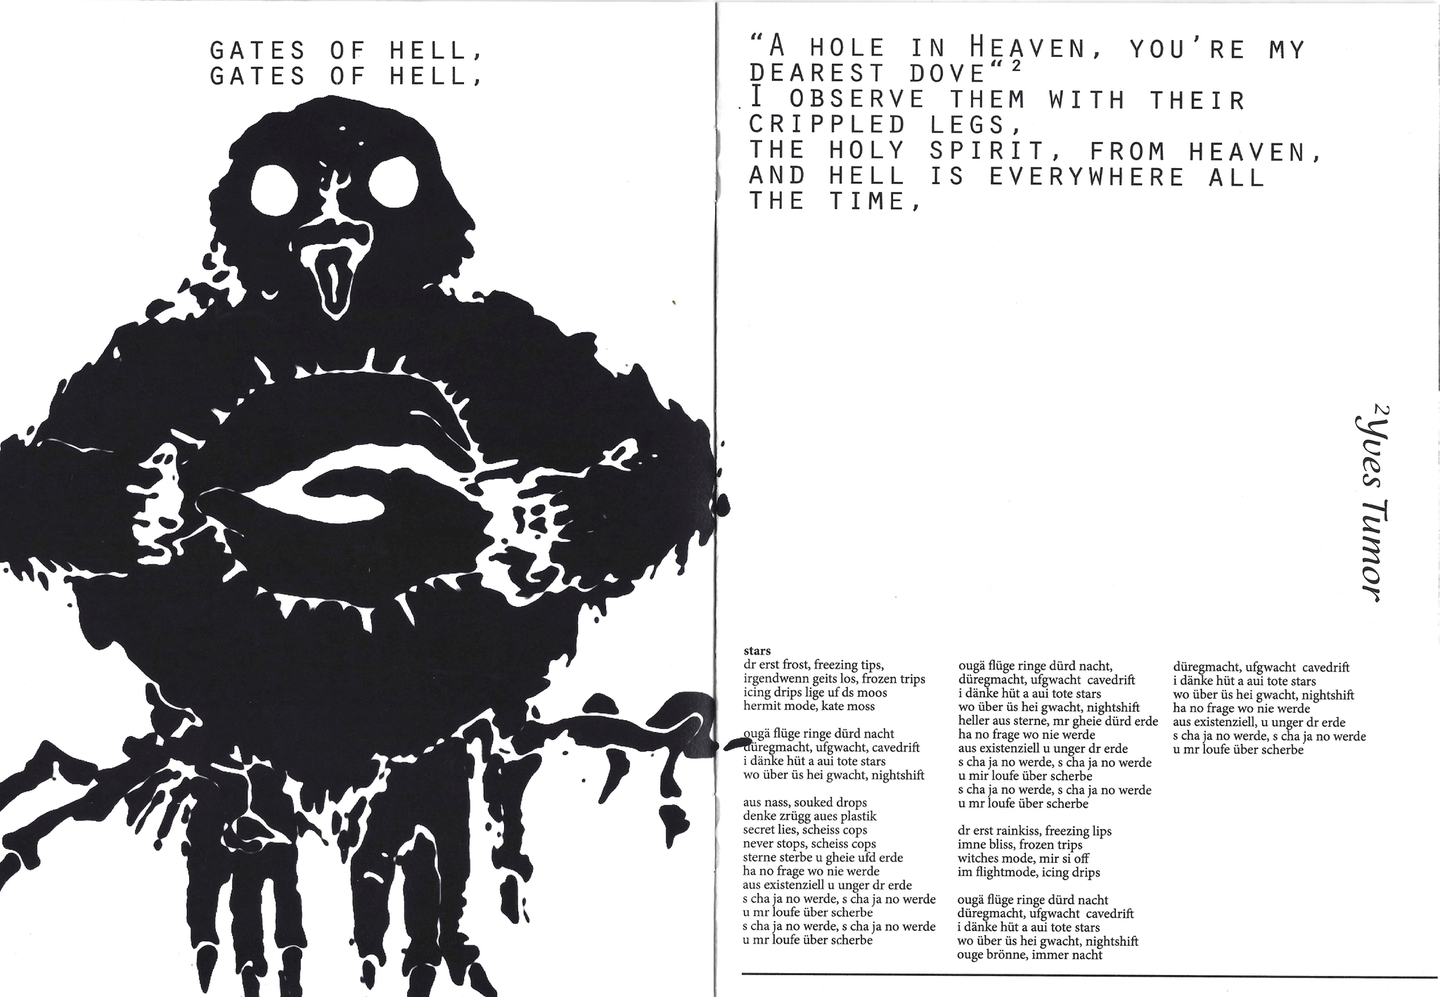 GATES OF HELL,
GATES OF HELL,
“A HOLE IN HEAVEN, YOU’RE MY
DEAREST DOVE“²
I OBSERVE THEM WITH THEIR
CRIPPLED LEGS,
THE HOLY SPIRIT, FROM HEAVEN,
AND HELL IS EVERYWHERE ALL
THE TIME,
²Yves Tumor
stars
dr erst frost, freezing tips,
irgendwenn geits los, frozen trips
icing drips lige uf ds moos
hermit mode, kate moss

ougä flüge ringe dürd nacht
düregmacht, ufgwacht, cavedrift
i dänke hüt a aui tote stars
wo über üs hei gwacht, nightshift

aus nass, souked drops
denke zrügg aues plastik
secret lies, scheiss cops
never stops, scheiss cops
sterne sterbe u gheie ufd erde
ha no frage wo nie werde
aus existenziell u unger dr erde
s cha ja no werde, s cha ja no werde
u mr loufe über scherbe
s cha ja no werde, s cha ja no werde
u mr loufe über scherbe

ougä flüge ringe dürd nacht,
düregmacht, ufgwacht cavedrift
i dänke hüt a aui tote stars
wo über üs hei gwacht, nightshift
heller aus sterne, mr gheie dürd erde
ha no frage wo nie werde
aus existenziell u unger dr erde
s cha ja no werde, s cha ja no werde
u mir loufe über scherbe
s cha ja no werde, s cha ja no werde
u mr loufe über scherbe

dr erst rainkiss, freezing lips
imne bliss, frozen trips
witches mode, mir si off
im flightmode, icing drips

ougä flüge ringe dürd nacht
düregmacht, ufgwacht cavedrift
i dänke hüt a aui tote stars
wo über üs hei gwacht, nightshift
ouge brönne, immer nacht

düregmacht, ufgwacht cavedrift
i dänke hüt a aui tote stars
wo über üs hei gwacht, nightshift
ha no frage wo nie werde
aus existenziell, u unger dr erde
s cha ja no werde, s cha ja no werde
u mr loufe über scherbe